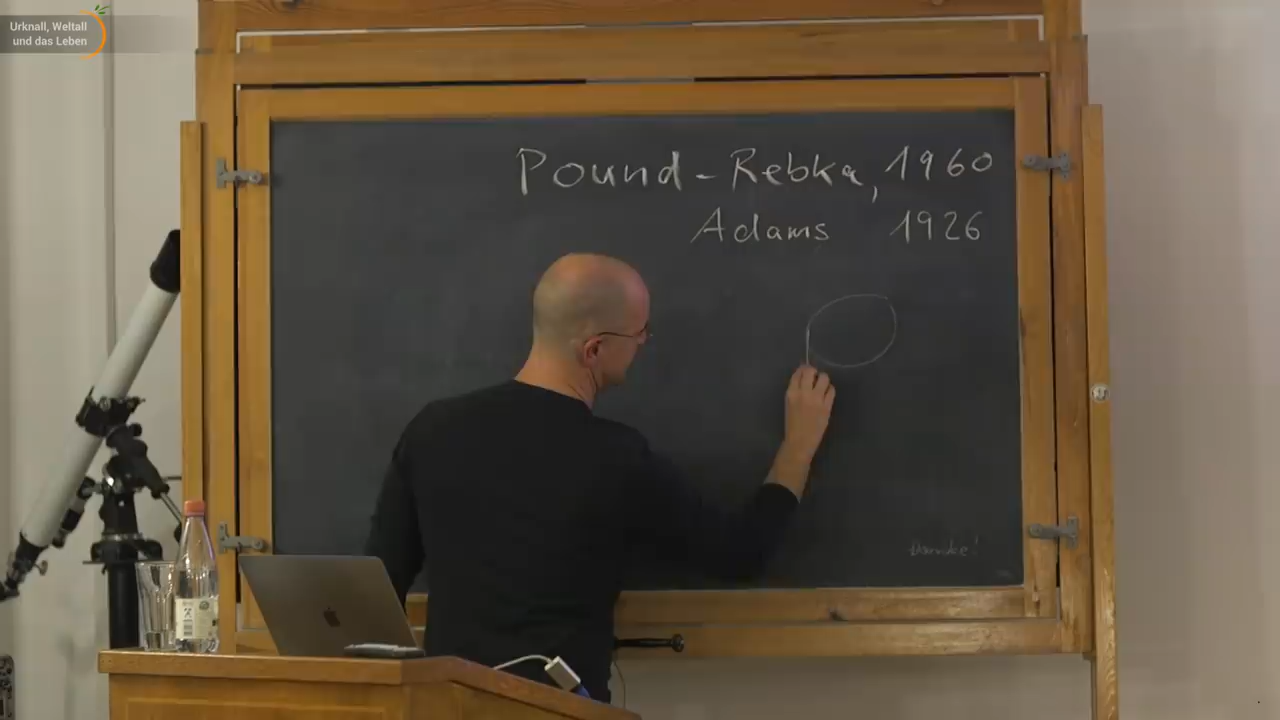 Urknall, Weltall
und das Leben
Pound-Rebka, 1960
Adams 1926